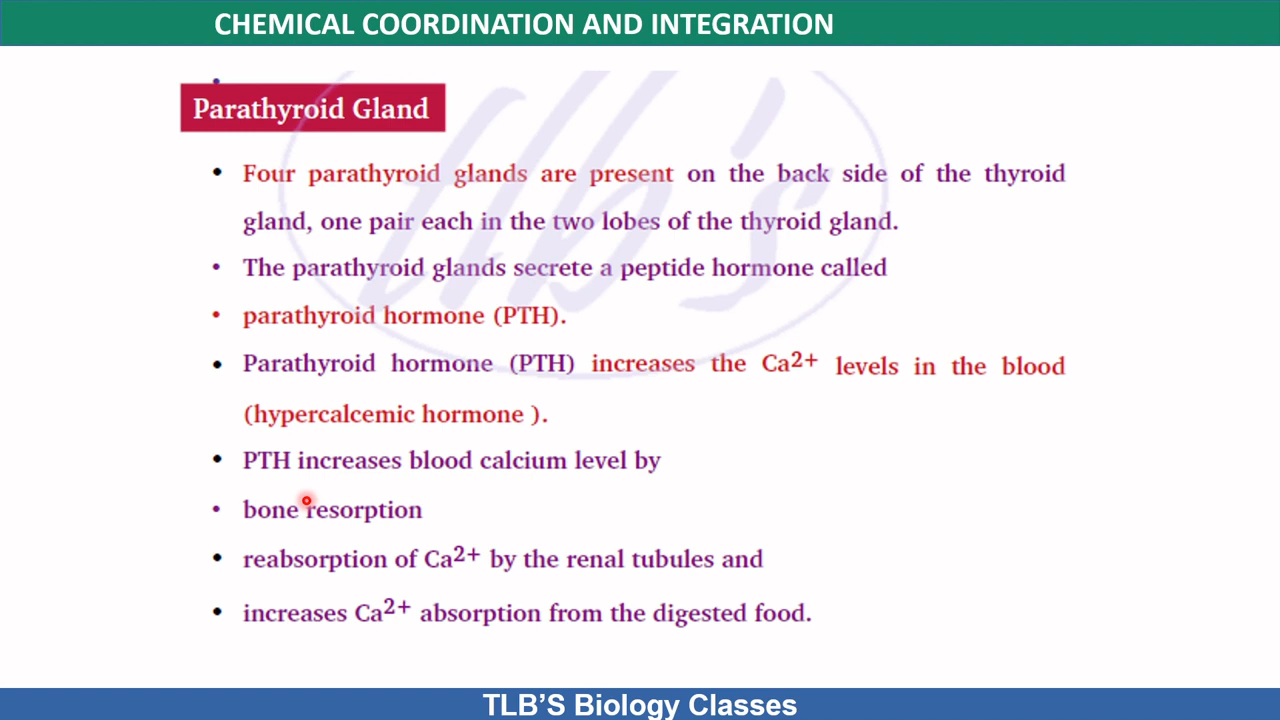 CHEMICAL COORDINATION AND INTEGRATION
Parathyroid Gland
• Four parathyroid glands are present on the back side of the thyroid
gland, one pair each in the two lobes of the thyroid gland.
• The parathyroid glands secrete a peptide hormone called
• parathyroid hormone (PTH).
• Parathyroid hormone (PTH) increases the Ca2+ levels in the blood
(hypercalcemic hormone ).
• PTH increases blood calcium level by
• bone resorption
• reabsorption of Ca2+ by the renal tubules and
• increases Ca2+ absorption from the digested food.
tlb's
TLB'S Biology Classes